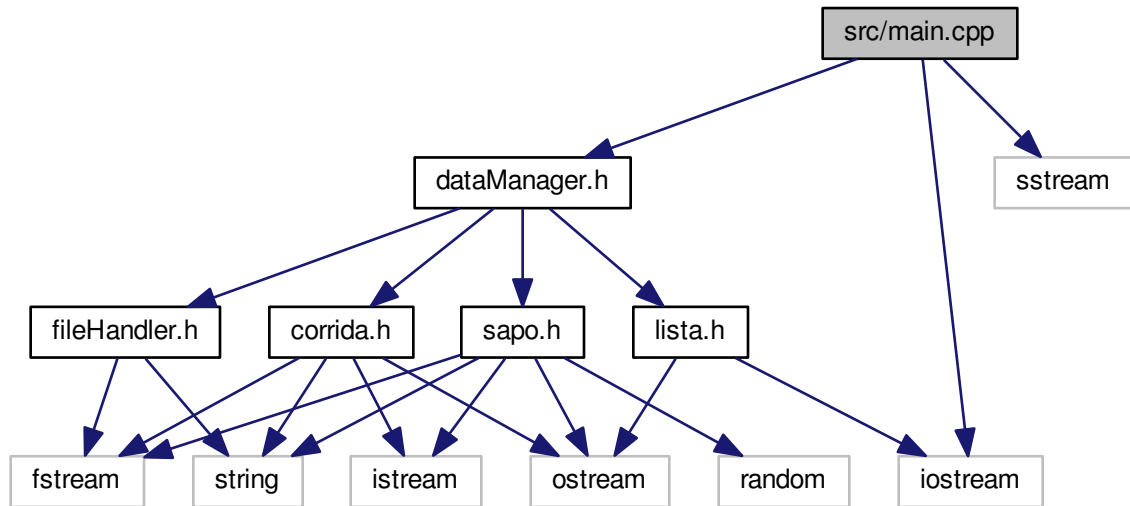 src/main.cpp
dataManager.h
sstream
fileHandler.h
corrida.h
sapo.h
lista.h
fstream
string
istream
ostream
random
iostream